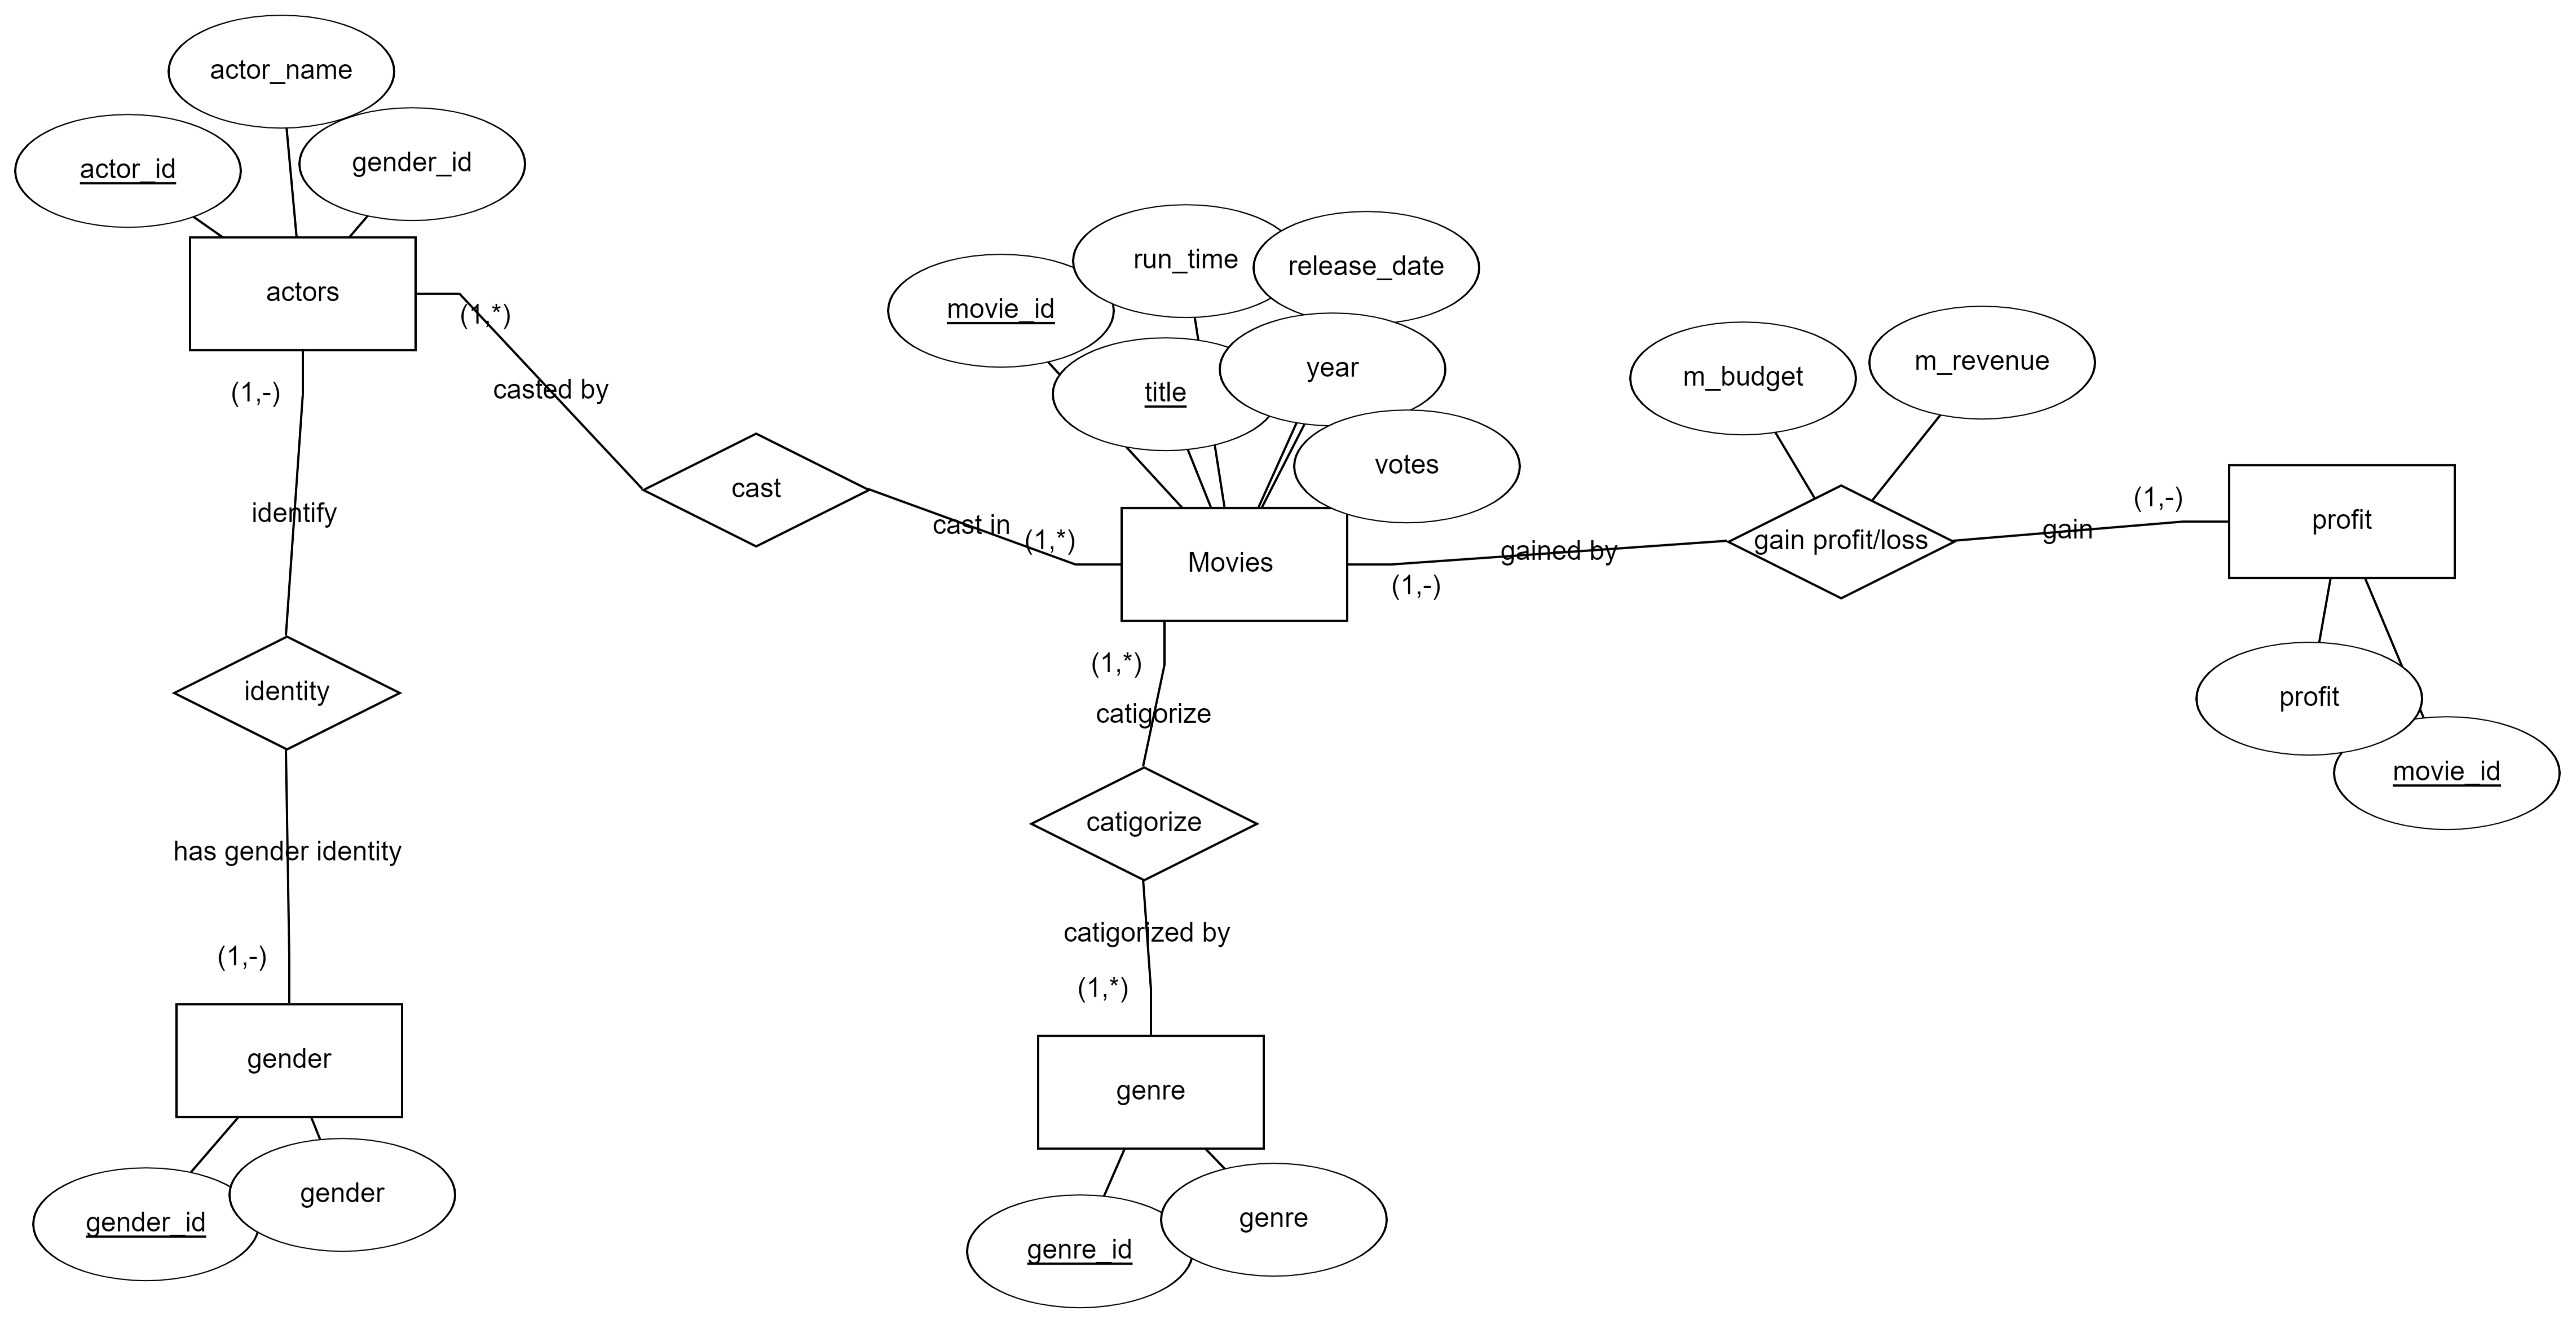 actor_name
actor_id
gender_id
actors
(1,*)
casted by
(1,-)
identify
identity
has gender identity
(1,-)
gender
gender_id
gender
cast
cast in
(1,*)
movie_id
run_time
release_date
title
year
votes
Movies
(1,*)
catigorize
catigorize
catigorized by
(1,*)
genre
genre_id
genre
(1,-)
gained by
m_budget
m_revenue
gain profit/loss
gain
(1,-)
profit
profit
movie_id